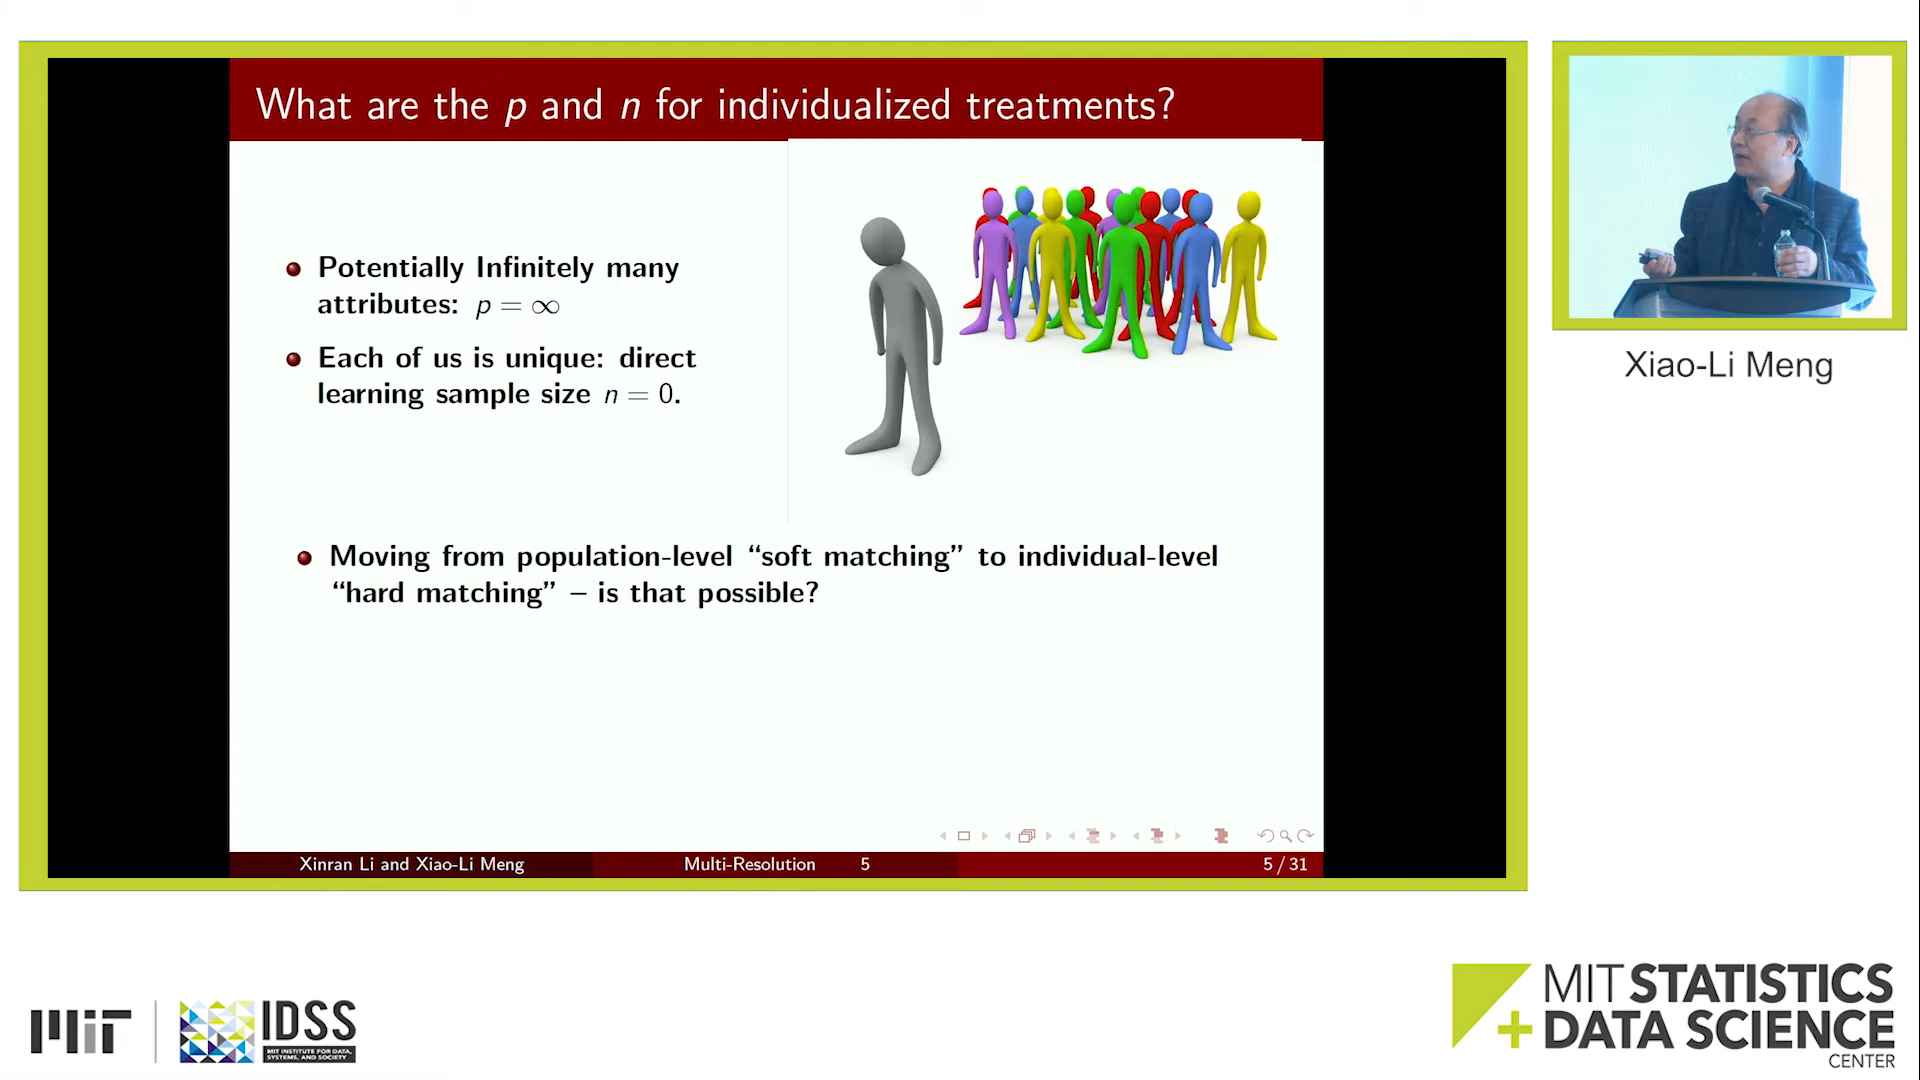 What are the p and n for individualized treatments?
Potentially Infinitely many
attributes: p = ∞
Each of us is unique: direct
learning sample size n = 0.
Moving from population-level “soft matching” to individual-level
“hard matching” – is that possible?
Xinran Li and Xiao-Li Meng
Multi-Resolution
5
5 / 31
Xiao-Li Meng
MIT
IDSS
MIT INSTITUTE FOR DATA,
SYSTEMS, AND SOCIETY
MIT STATISTICS
+ DATA SCIENCE
CENTER